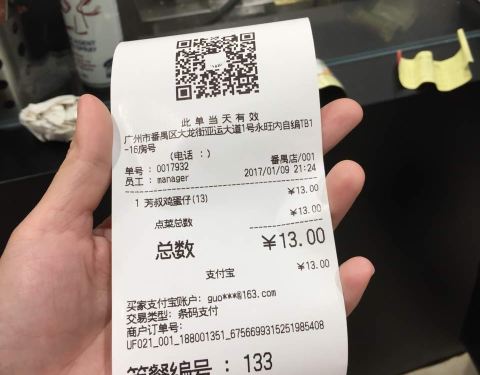 此单当天有效
广州市番禺区大龙街亚运大道1号永旺内自编TB1
-16房号
(电话 : )
单号 : 0017932 番禺店/001
员工 : manager 2017/01/09 21:24
1 芳叔鸡蛋仔(13) ¥13.00
点菜总数 ¥13.00
总数 ¥13.00
支付宝 ¥13.00
买家支付宝账户: guo***@163.com
交易类型: 条码支付
商户订单号:
UF021_001_188001351_6756699315251985408
等餐编号 : 133